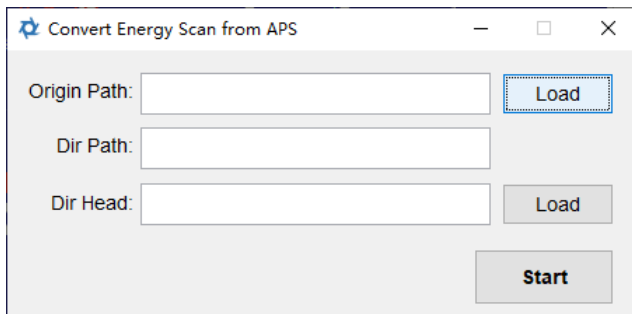 Convert Energy Scan from APS
Origin Path: Load
Dir Path:
Dir Head: Load
Start